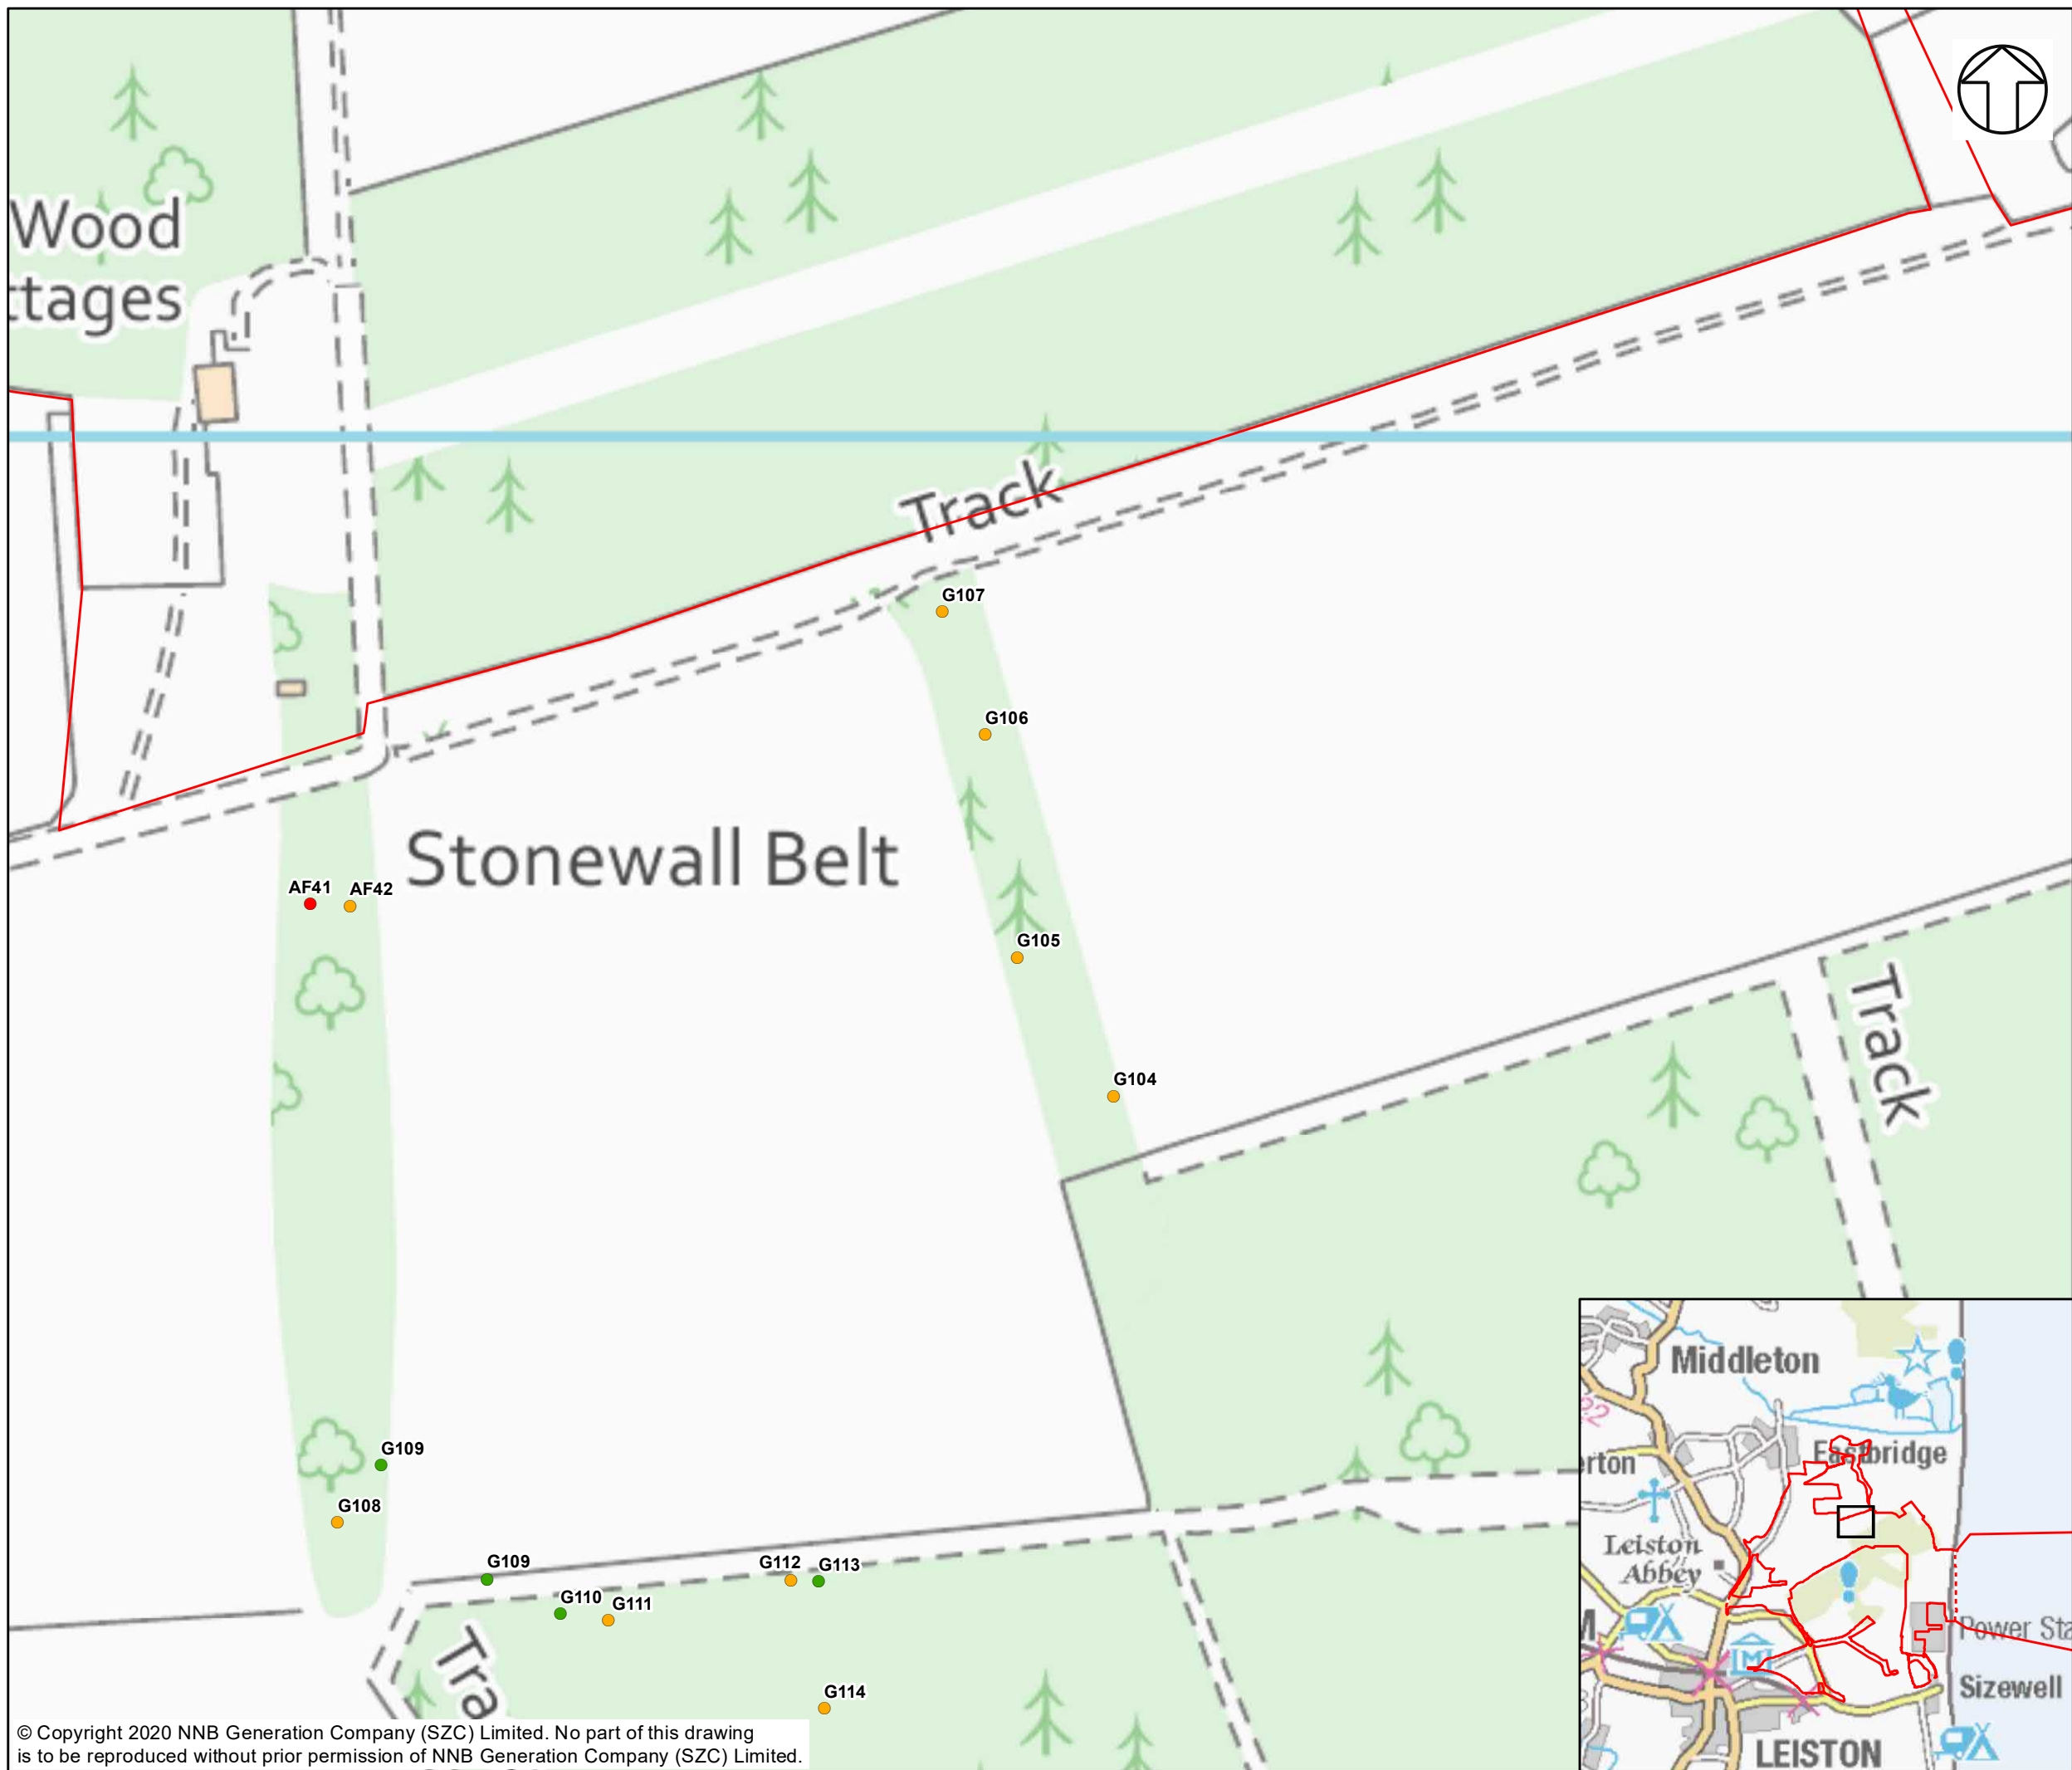 Wood
ttages
Track
G107
G106
Stonewall Belt
AF41
AF42
G105
Track
G104
G109
G108
G109
G112
G113
G110
G111
Tra
G114
Middleton
Eastbridge
erton
Leiston
Abbey
M
Power Sta
Sizewell
LEISTON
© Copyright 2020 NNB Generation Company (SZC) Limited. No part of this drawing
is to be reproduced without prior permission of NNB Generation Company (SZC) Limited.